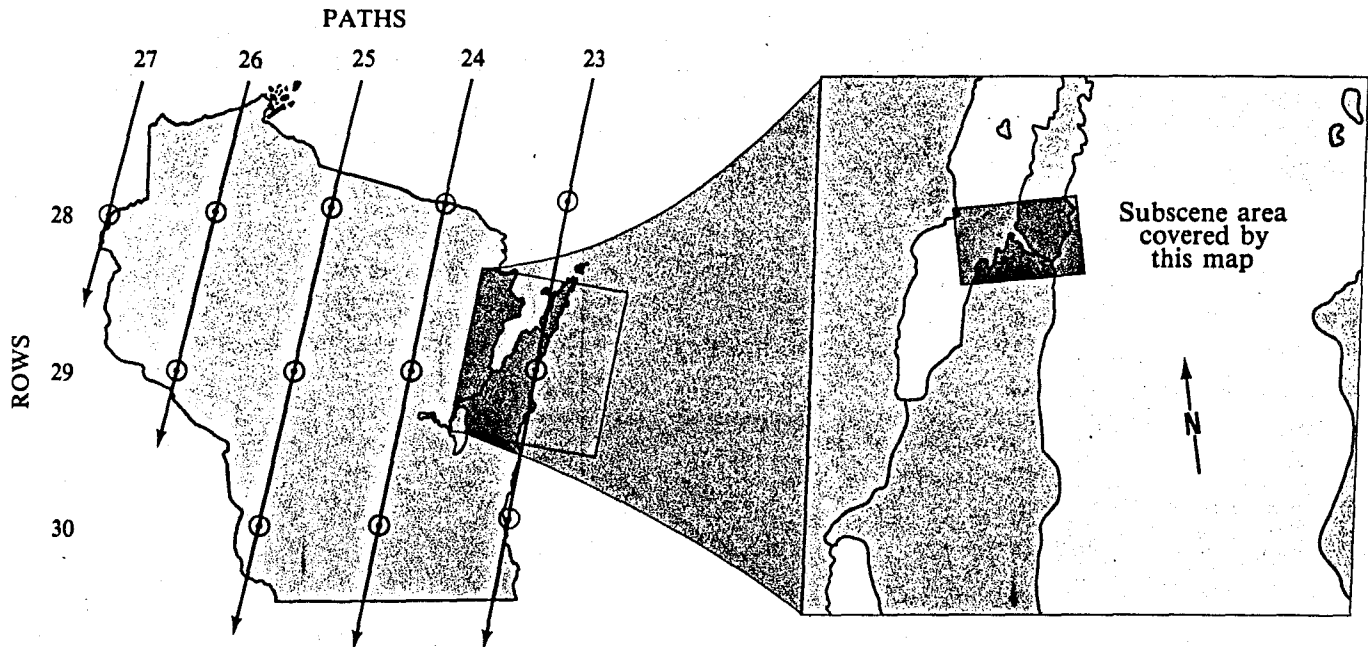 PATHS
27
26
25
24
23
ROWS
28
29
30
Subscene area
covered by
this map
N